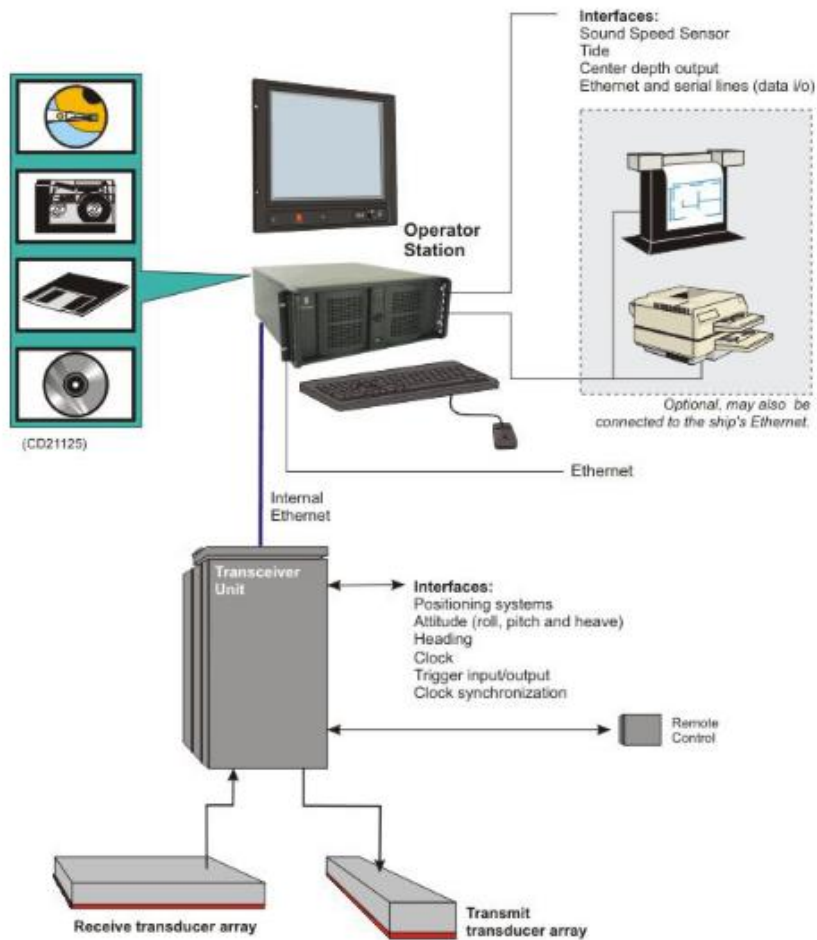 Interfaces:
Sound Speed Sensor
Tide
Center depth output
Ethernet and serial lines (data i/o)
Operator
Station
Optional, may also be
connected to the ship's Ethernet.
(CD21125)
Ethernet
Internal
Ethernet
Transceiver
Unit
Interfaces:
Positioning systems
Attitude (roll, pitch and heave)
Heading
Clock
Trigger input/output
Clock synchronization
Remote
Control
Receive transducer array
Transmit
transducer array